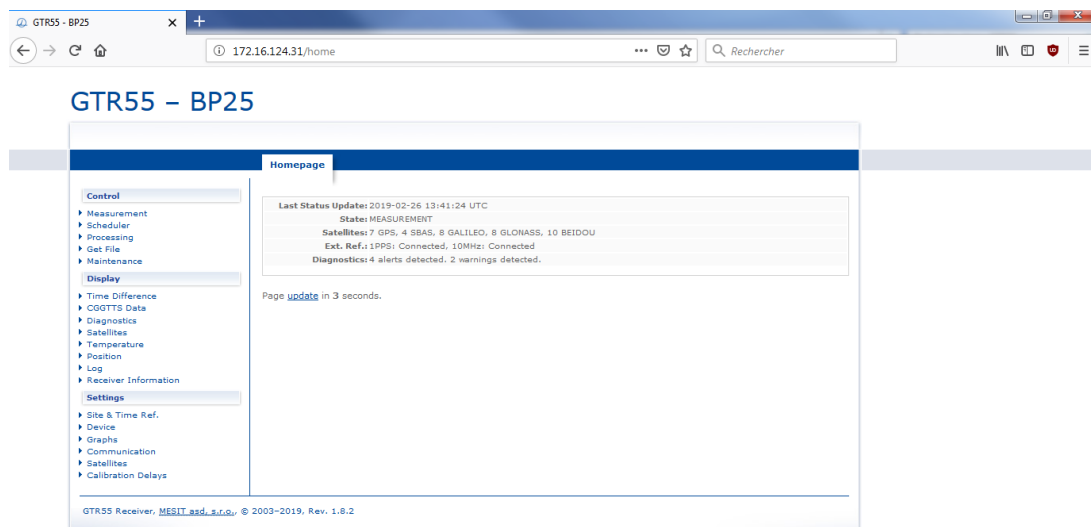 GTR55 - BP25
172.16.124.31/home
Rechercher
GTR55 – BP25
Homepage
Control
Measurement
Scheduler
Processing
Get File
Maintenance
Display
Time Difference
CGGTTS Data
Diagnostics
Satellites
Temperature
Position
Log
Receiver Information
Settings
Site & Time Ref.
Device
Graphs
Communication
Satellites
Calibration Delays
Last Status Update: 2019-02-26 13:41:24 UTC
State: MEASUREMENT
Satellites: 7 GPS, 4 SBAS, 8 GALILEO, 8 GLONASS, 10 BEIDOU
Ext. Ref.: 1PPS: Connected, 10MHz: Connected
Diagnostics: 4 alerts detected. 2 warnings detected.
Page update in 3 seconds.
GTR55 Receiver, MESIT asd, s.r.o., © 2003–2019, Rev. 1.8.2